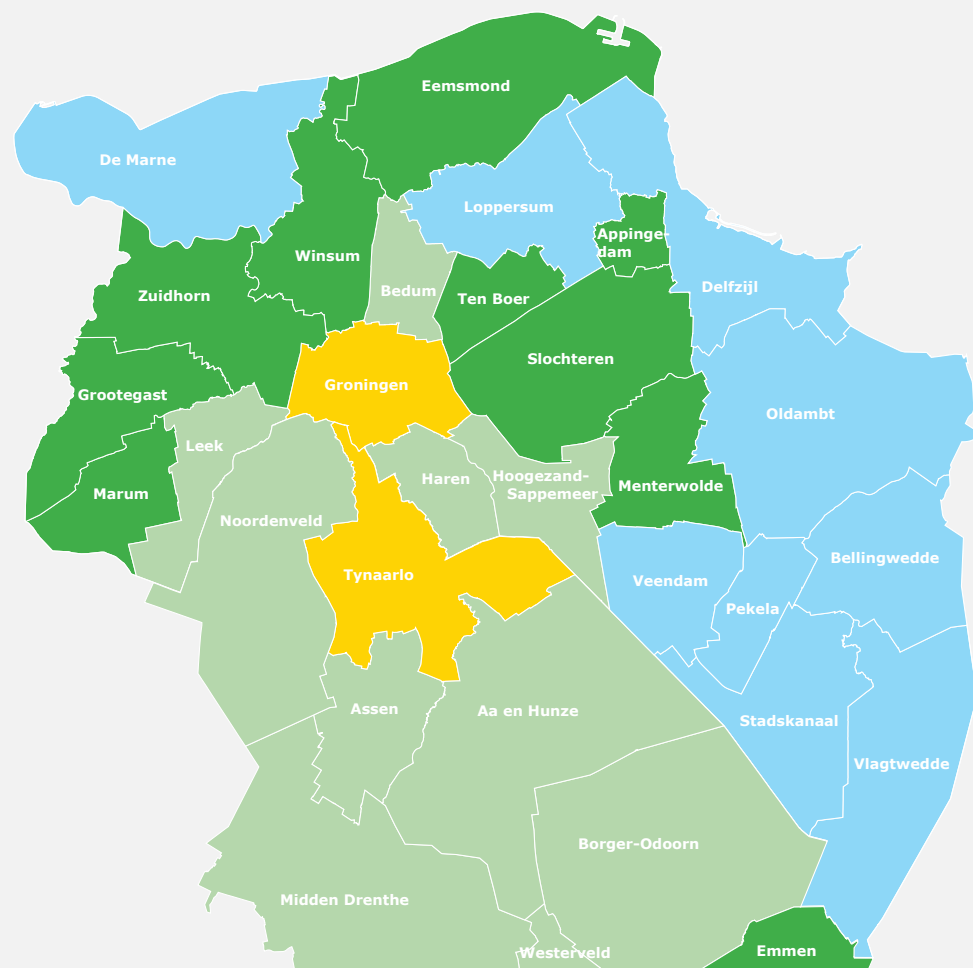 Eemsmond
De Marne
Loppersum
Appinge-
dam
Winsum
Delfzijl
Bedum
Zuidhorn
Ten Boer
Slochteren
Groningen
Grootegast
Oldambt
Leek
Haren
Hoogezand-
Sappemeer
Menterwolde
Marum
Noordenveld
Bellingwedde
Tynaarlo
Veendam
Pekela
Assen
Aa en Hunze
Stadskanaal
Vlagtwedde
Borger-Odoorn
Midden Drenthe
Westerveld
Emmen